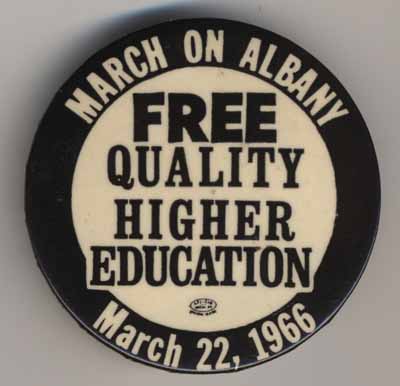 MARCH ON ALBANY
FREE
QUALITY
HIGHER
EDUCATION
March 22, 1966